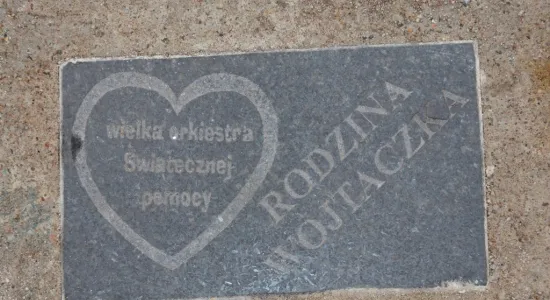 wielka orkiestra
Świątecznej
pomocy
RODZINA
WOJTACZKA